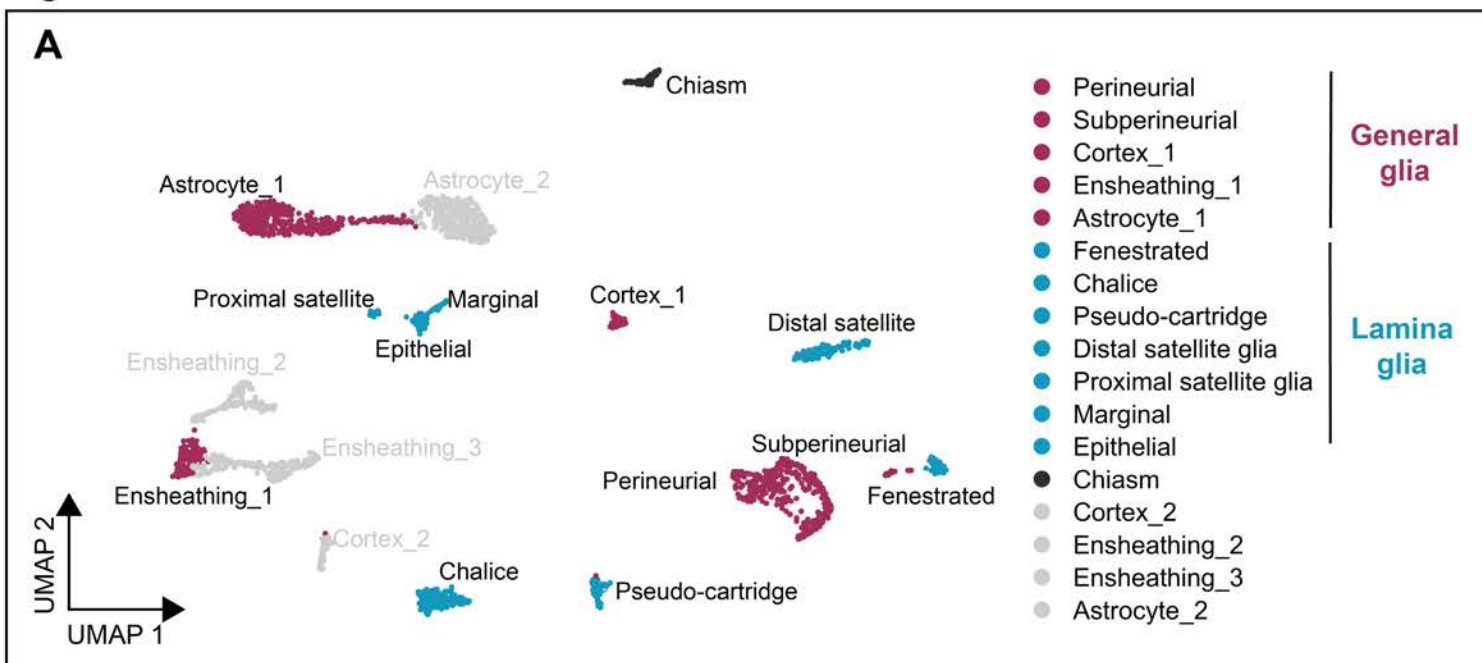 A
Chiasm
Astrocyte_1
Astrocyte_2
Proximal satellite
Marginal
Epithelial
Cortex_1
Distal satellite
Ensheathing_2
Ensheathing_3
Ensheathing_1
Subperineurial
Perineurial
Fenestrated
Cortex_2
Chalice
Pseudo-cartridge
UMAP 2
UMAP 1
Perineurial
Subperineurial
Cortex_1
Ensheathing_1
Astrocyte_1
Fenestrated
Chalice
Pseudo-cartridge
Distal satellite glia
Proximal satellite glia
Marginal
Epithelial
Chiasm
Cortex_2
Ensheathing_2
Ensheathing_3
Astrocyte_2
General
glia
Lamina
glia